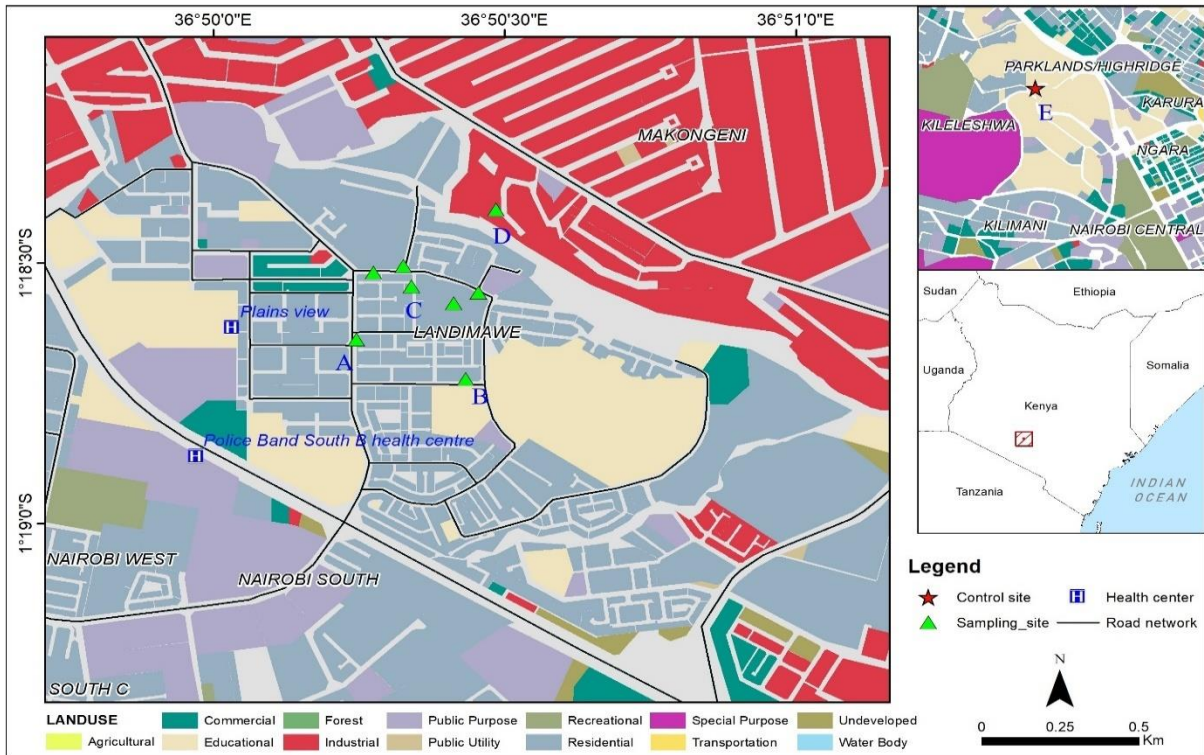 36°50'0"E
36°50'30"E
36°51'0"E
1°18'30"S
1°19'0"S
MAKONGENI
D
C
LANDIMAWE
Plains view
A
B
Police Band South B health centre
NAIROBI WEST
NAIROBI SOUTH
SOUTH C
PARKLANDS/HIGHRIDGE
E
KARURA
KILELESHWA
NGARA
KILIMANI
NAIROBI CENTRAL
Sudan
Ethiopia
Uganda
Somalia
Kenya
Tanzania
INDIAN
OCEAN
Legend
Control site
H Health center
Sampling_site
Road network
N
0 0.25 0.5
Km
LANDUSE
Commercial
Forest
Public Purpose
Recreational
Special Purpose
Undeveloped
Agricultural
Educational
Industrial
Public Utility
Residential
Transportation
Water Body